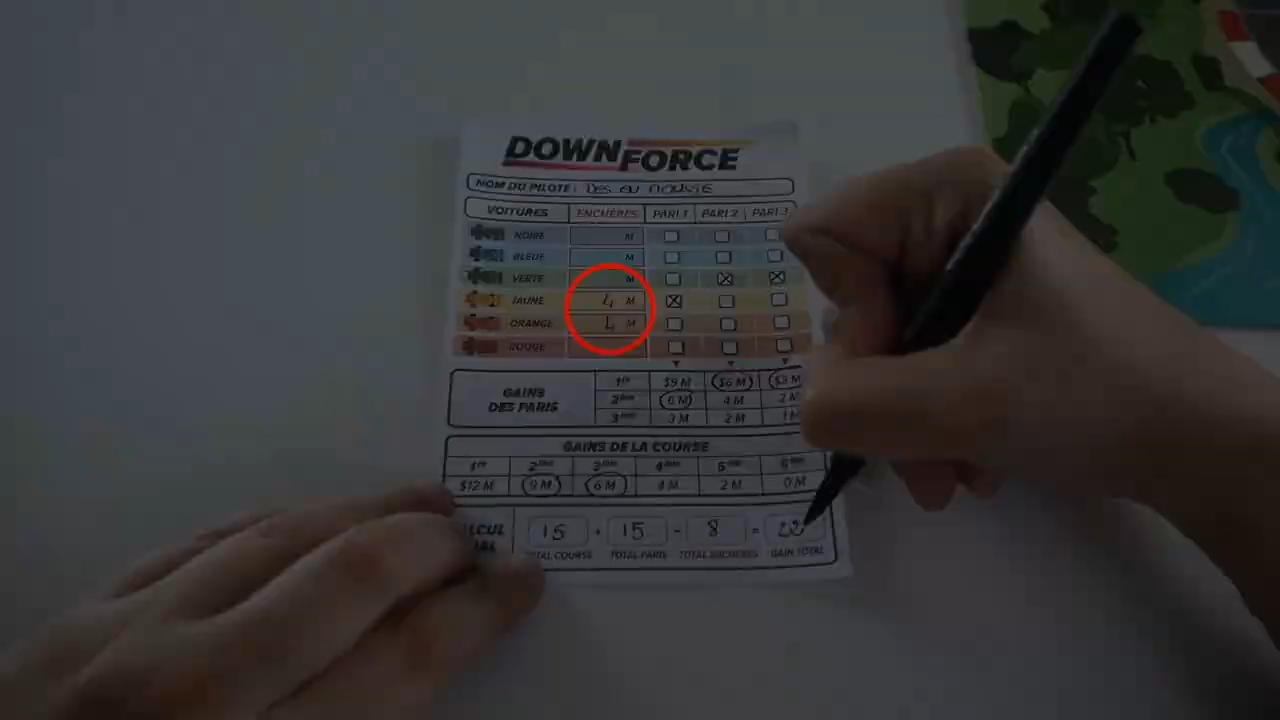 DOWNFORCE
NOM DU PILOTE : DES EN MOUSSE
VOITURES ENCHÈRES PARI 1 PARI 2 PARI 3
NOIRE M
BLEUE M
VERTE M
JAUNE 4 M
ORANGE 4 M
ROUGE
GAINS DES PARIS
1er $9 M $6 M $3 M
2ème 6 M 4 M 2 M
3ème 3 M 2 M 1 M
GAINS DE LA COURSE
1er 2ème 3ème 4ème 5ème 6ème
$12 M 9 M 6 M 4 M 2 M 0 M
15 + 15 - 8 = 22
TOTAL COURSE TOTAL PARIS TOTAL ENCHÈRES GAIN TOTAL